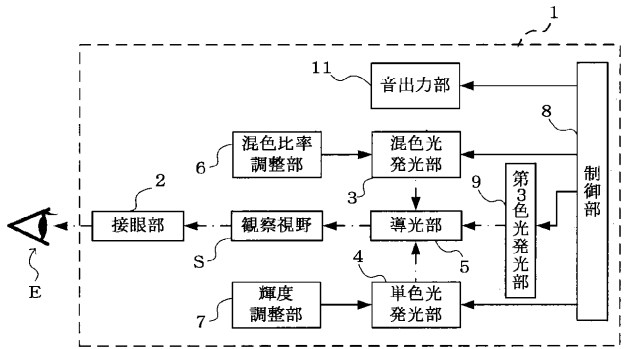 1
11
音出力部
8
混色比率
調整部
6
混色光
発光部
3
9
第3色光発光部
制御部
2
接眼部
観察視野
S
導光部
5
E
4
輝度
調整部
7
単色光
発光部